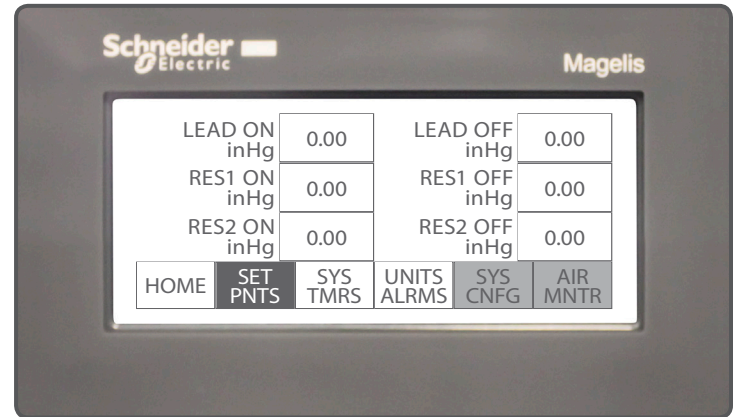 Schneider
Electric
Magelis
LEAD ON
inHg
0.00
LEAD OFF
inHg
0.00
RES1 ON
inHg
0.00
RES1 OFF
inHg
0.00
RES2 ON
inHg
0.00
RES2 OFF
inHg
0.00
HOME
SET
PNTS
SYS
TMRS
UNITS
ALRMS
SYS
CNFG
AIR
MNTR